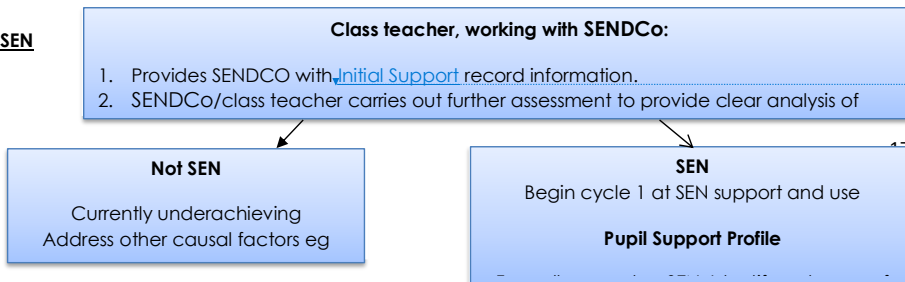 SEN
Class teacher, working with SENDCo:
1. Provides SENDCO with Initial Support record information.
2. SENDCo/class teacher carries out further assessment to provide clear analysis of
Not SEN
Currently underachieving
Address other causal factors eg
SEN
Begin cycle 1 at SEN support and use
Pupil Support Profile